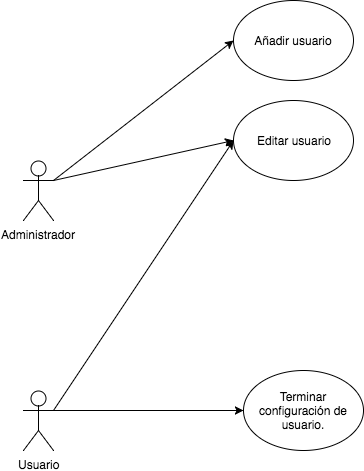 Añadir usuario
Editar usuario
Administrador
Terminar
configuración de
usuario.
Usuario